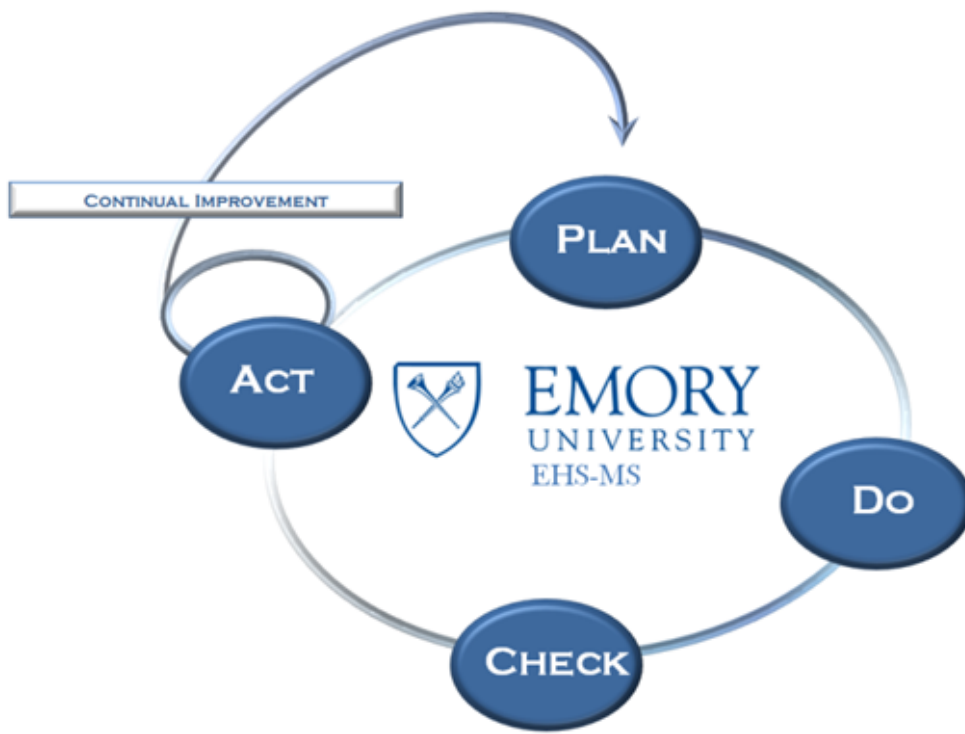 CONTINUAL IMPROVEMENT
PLAN
ACT
EMORY
UNIVERSITY
EHS-MS
DO
CHECK